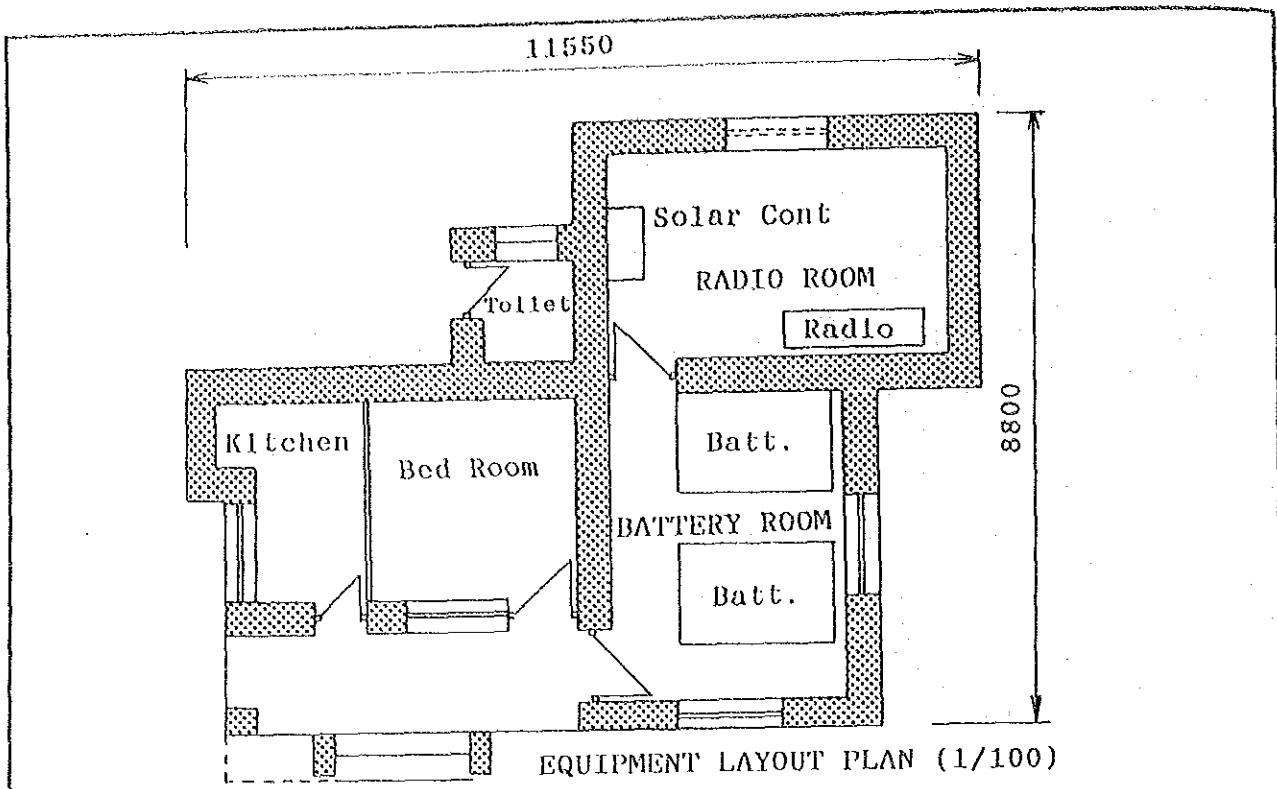 11550
Solar Cont
RADIO ROOM
Toilet
Radio
8800
Kitchen
Bed Room
Batt.
BATTERY ROOM
Batt.
EQUIPMENT LAYOUT PLAN (1/100)